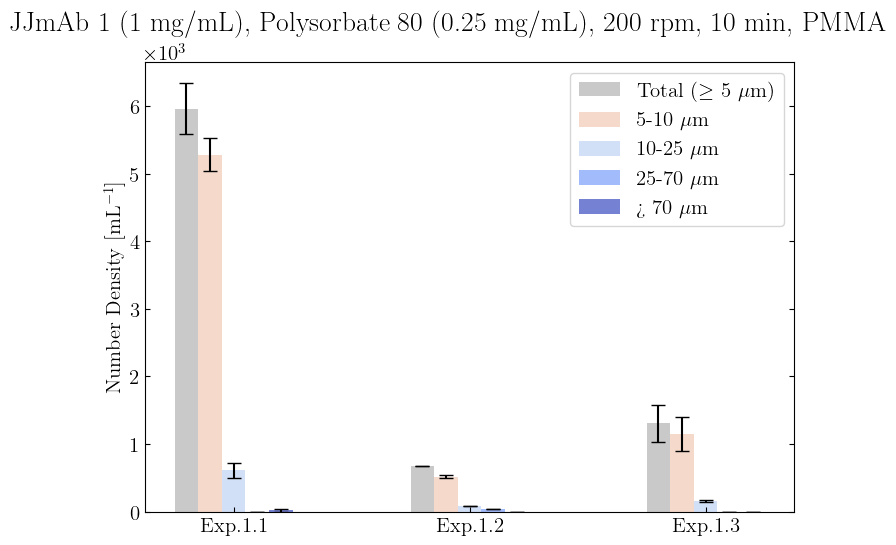 JJmAb 1 (1 mg/mL), Polysorbate 80 (0.25 mg/mL), 200 rpm, 10 min, PMMA
×10³
6
5
4
3
2
1
0
Number Density [mL⁻¹]
Total (≥ 5 μm)
5-10 μm
10-25 μm
25-70 μm
¿ 70 μm
Exp.1.1 Exp.1.2 Exp.1.3